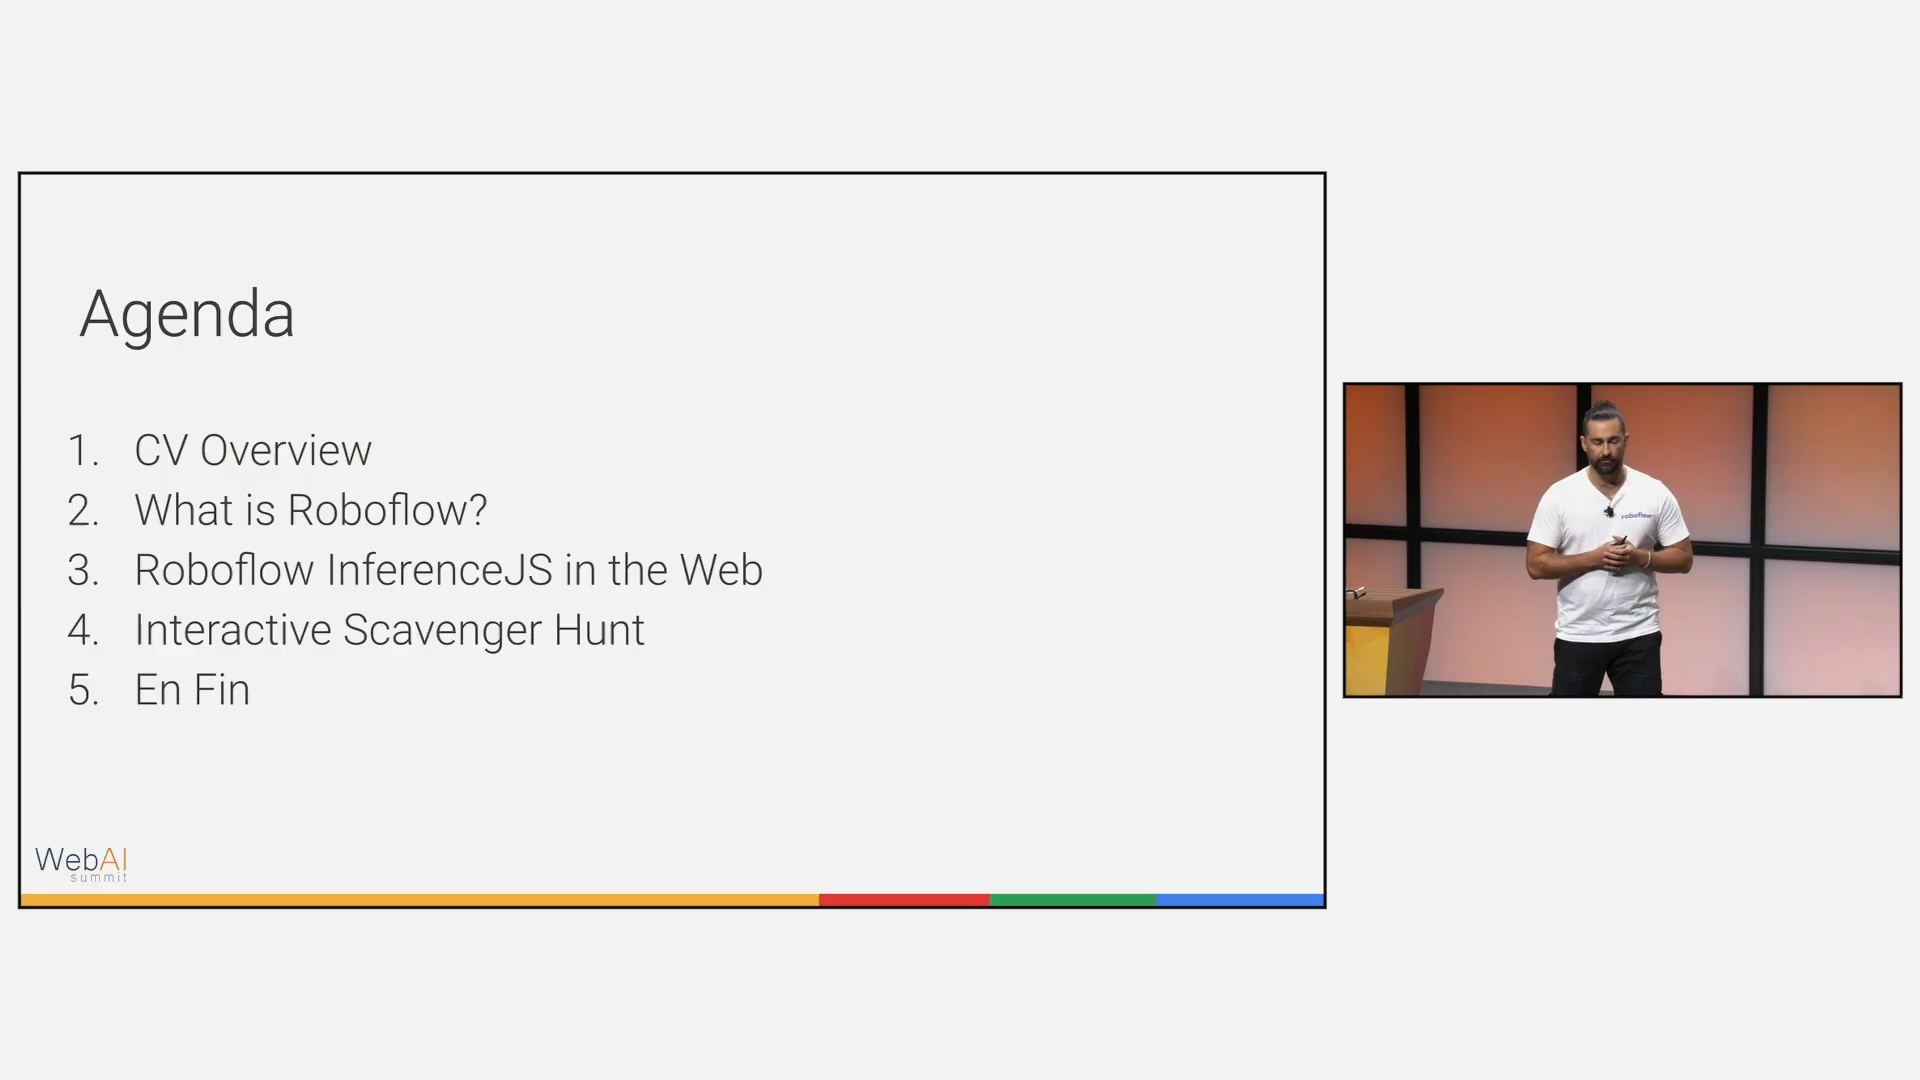 Agenda
1. CV Overview
2. What is Roboflow?
3. Roboflow InferenceJS in the Web
4. Interactive Scavenger Hunt
5. En Fin
WebAI
summit
roboflow